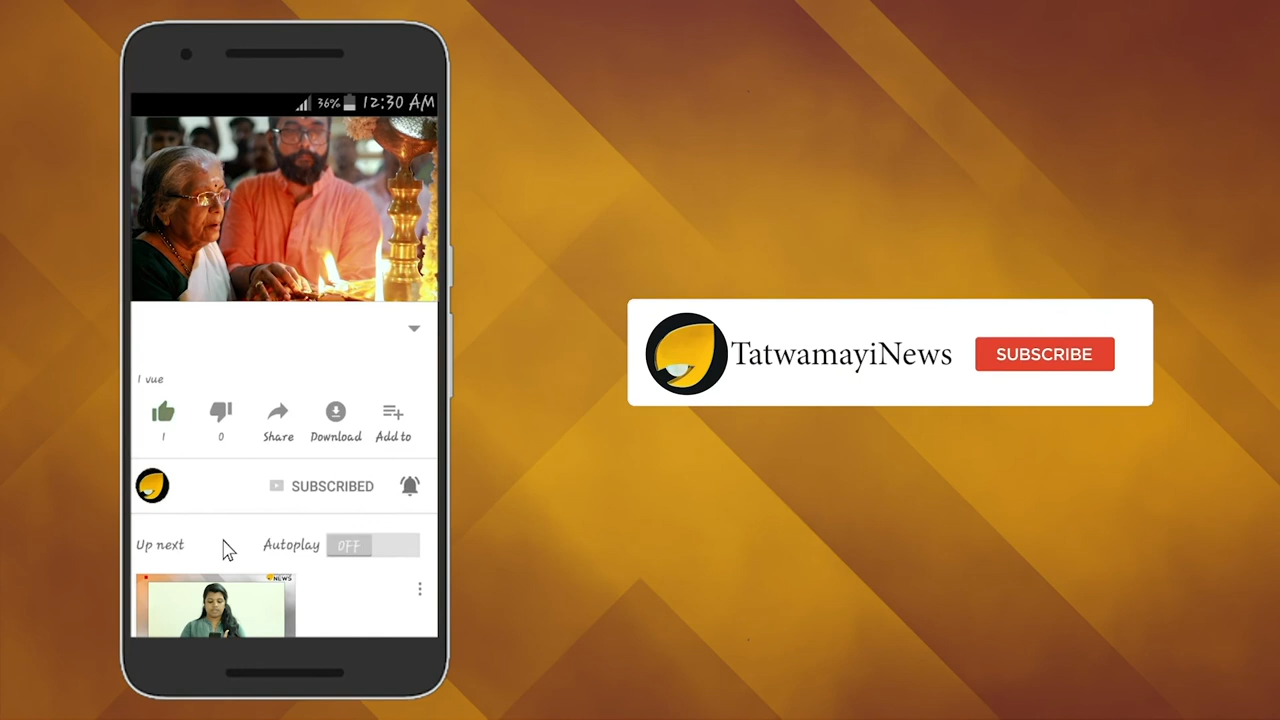 36% 12:30 AM
1 vue
1
0
Share
Download
Add to
SUBSCRIBED
Up next
Autoplay
OFF
NEWS
TatwamayiNews
SUBSCRIBE